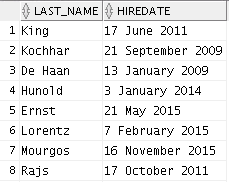 LAST_NAME HIREDATE
1 King 17 June 2011
2 Kochhar 21 September 2009
3 De Haan 13 January 2009
4 Hunold 3 January 2014
5 Ernst 21 May 2015
6 Lorentz 7 February 2015
7 Mourgos 16 November 2015
8 Rajs 17 October 2011